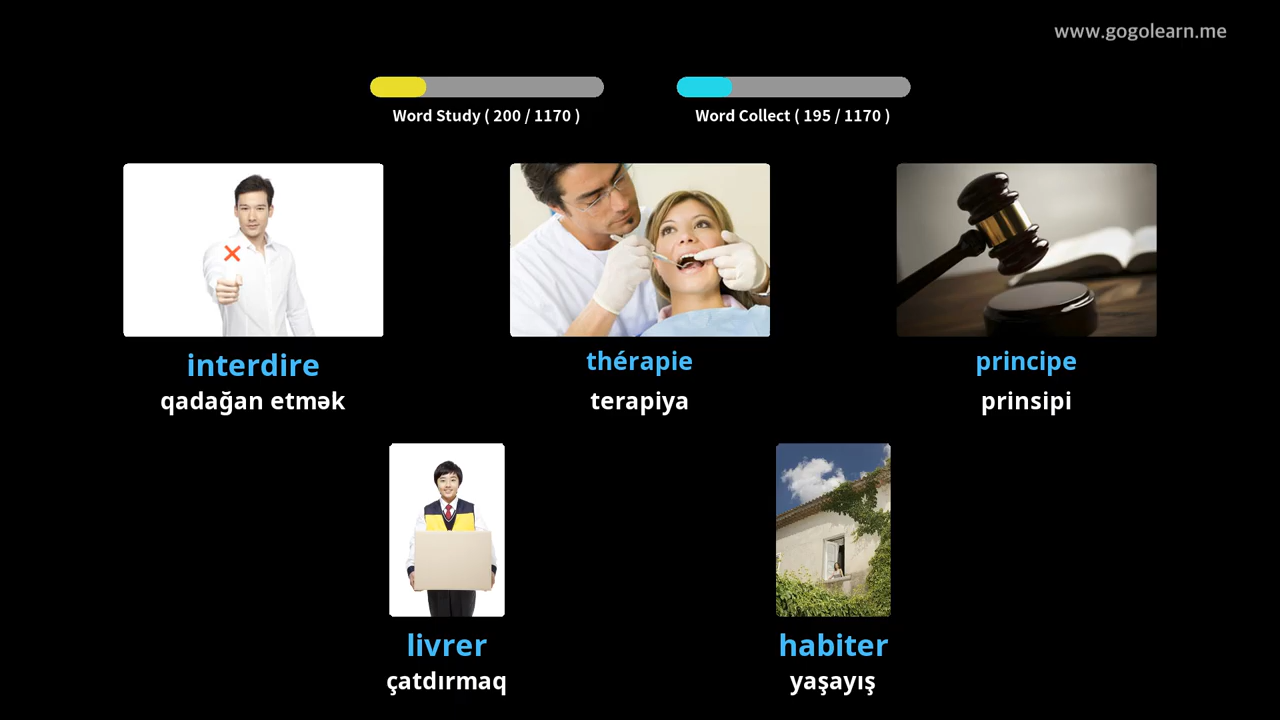 www.gogolearn.me
Word Study ( 200 / 1170 )
Word Collect ( 195 / 1170 )
interdire
qadağan etmək
thérapie
terapiya
principe
prinsipi
livrer
çatdırmaq
habiter
yaşayış